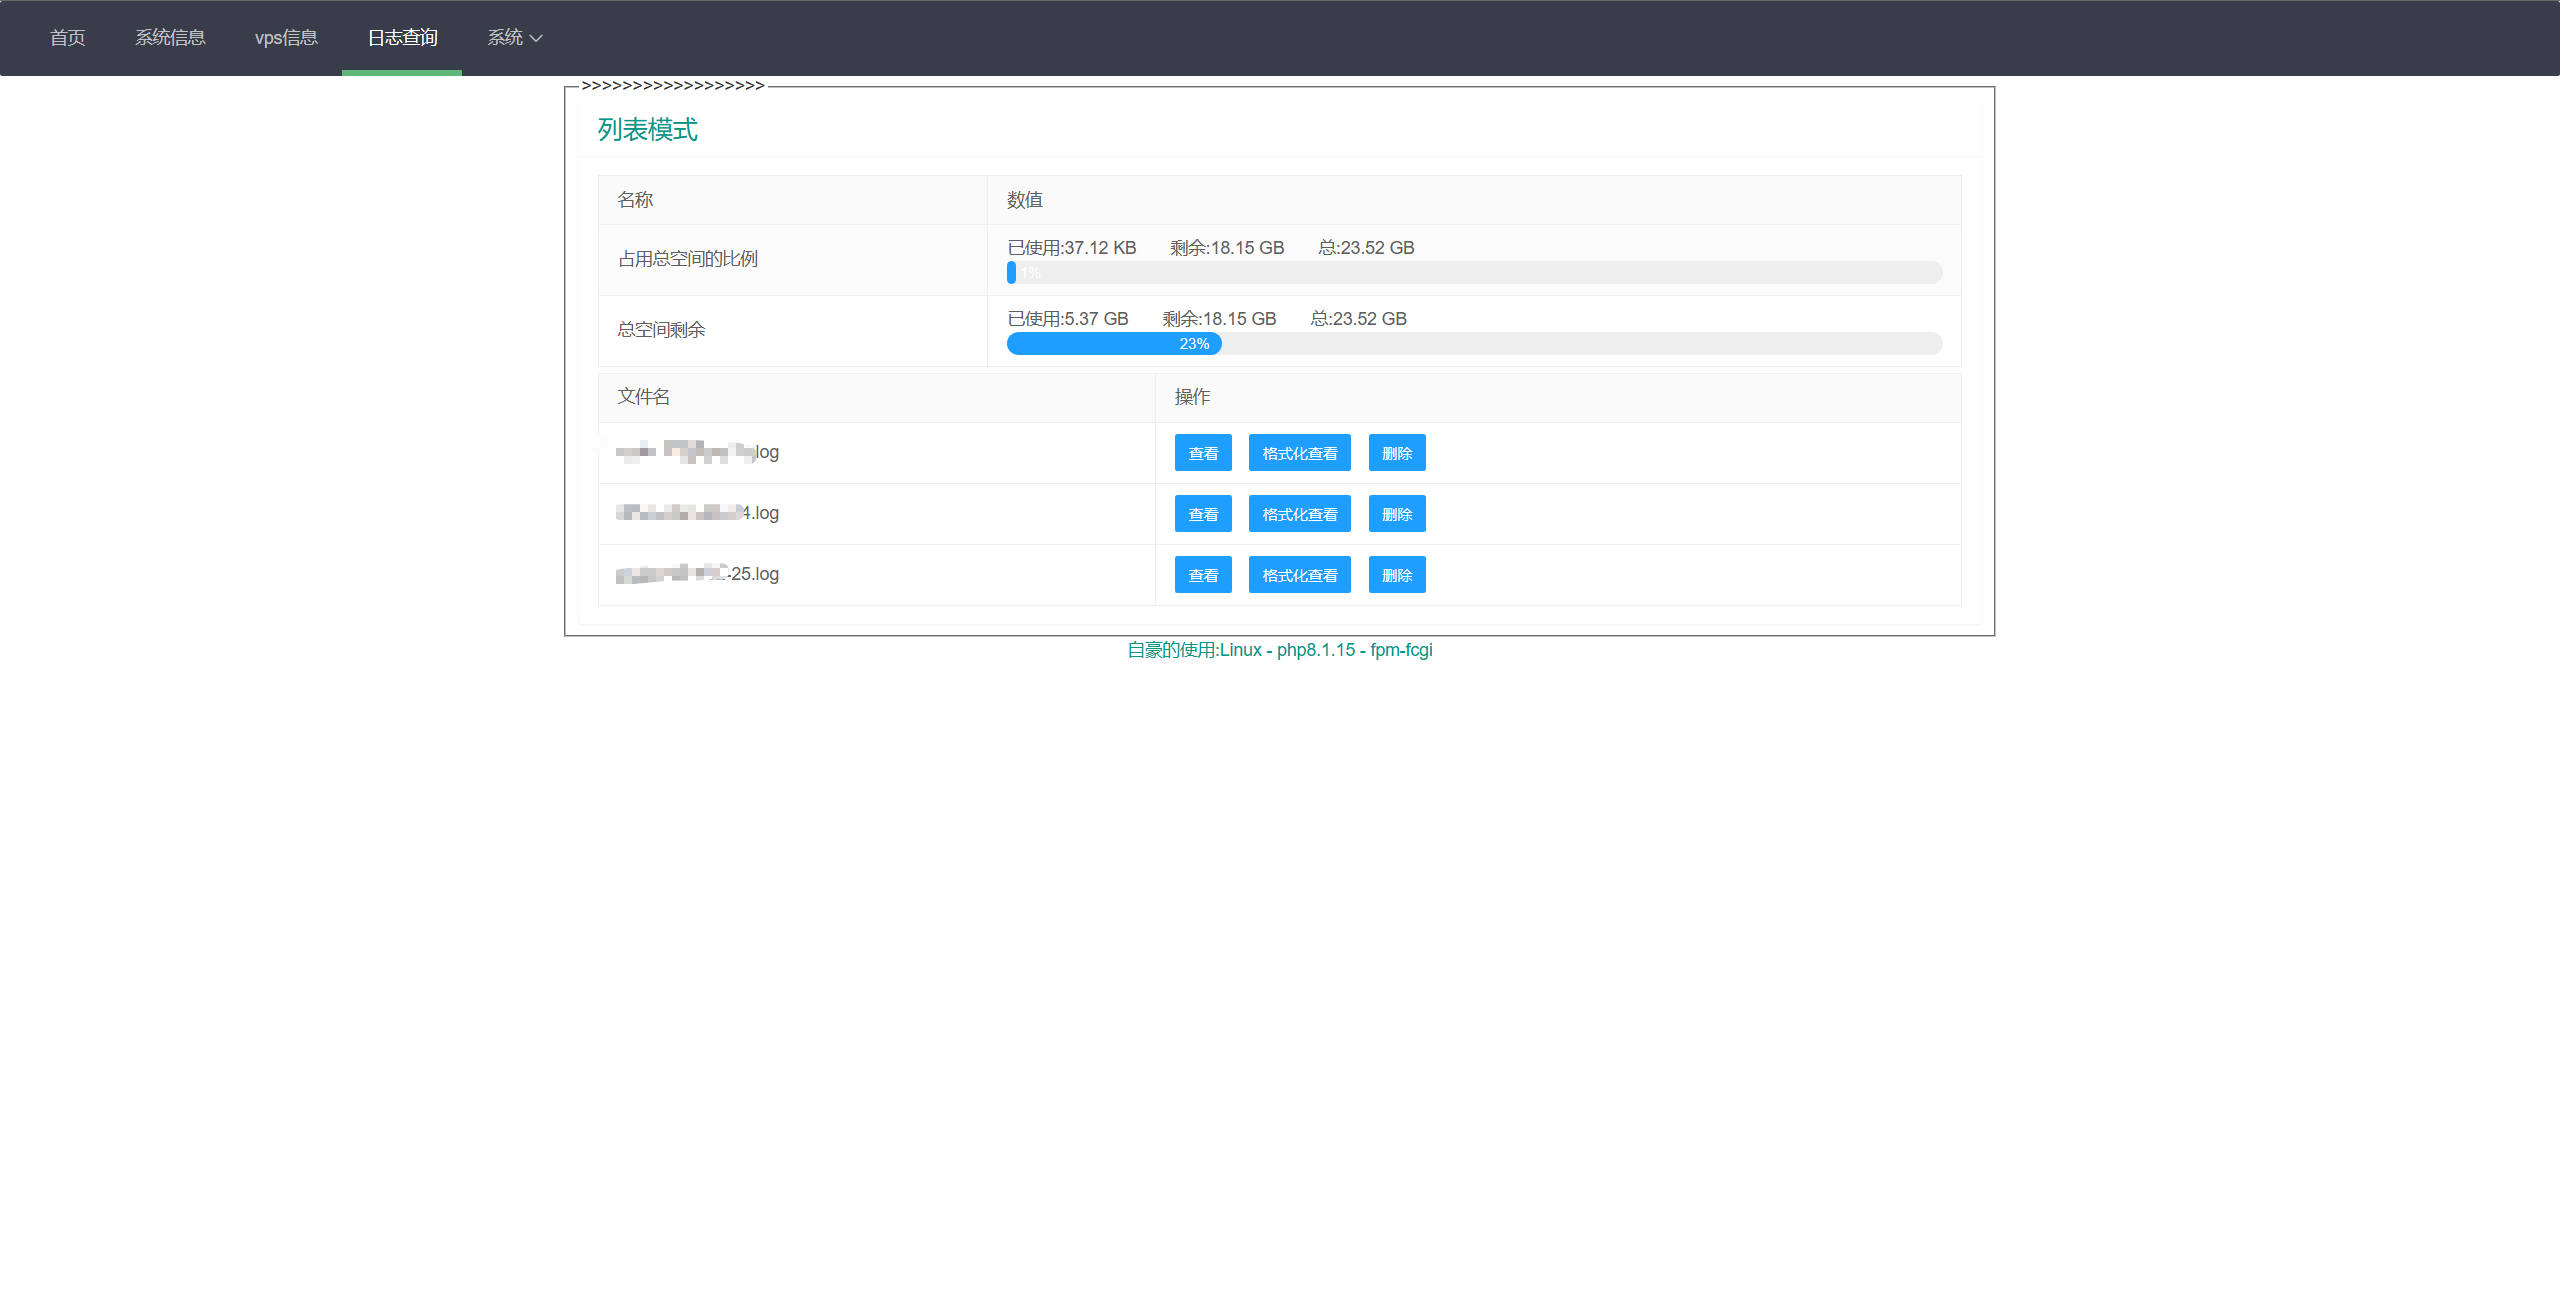 首页 系统信息 vps信息 日志查询 系统
>>>>>>>>>>>>>>>>>>
列表模式
名称 数值
占用总空间的比例 已使用:37.12 KB 剩余:18.15 GB 总:23.52 GB
1%
总空间剩余 已使用:5.37 GB 剩余:18.15 GB 总:23.52 GB
23%
文件名 操作
log 查看 格式化查看 删除
4.log 查看 格式化查看 删除
-25.log 查看 格式化查看 删除
自豪的使用:Linux - php8.1.15 - fpm-fcgi